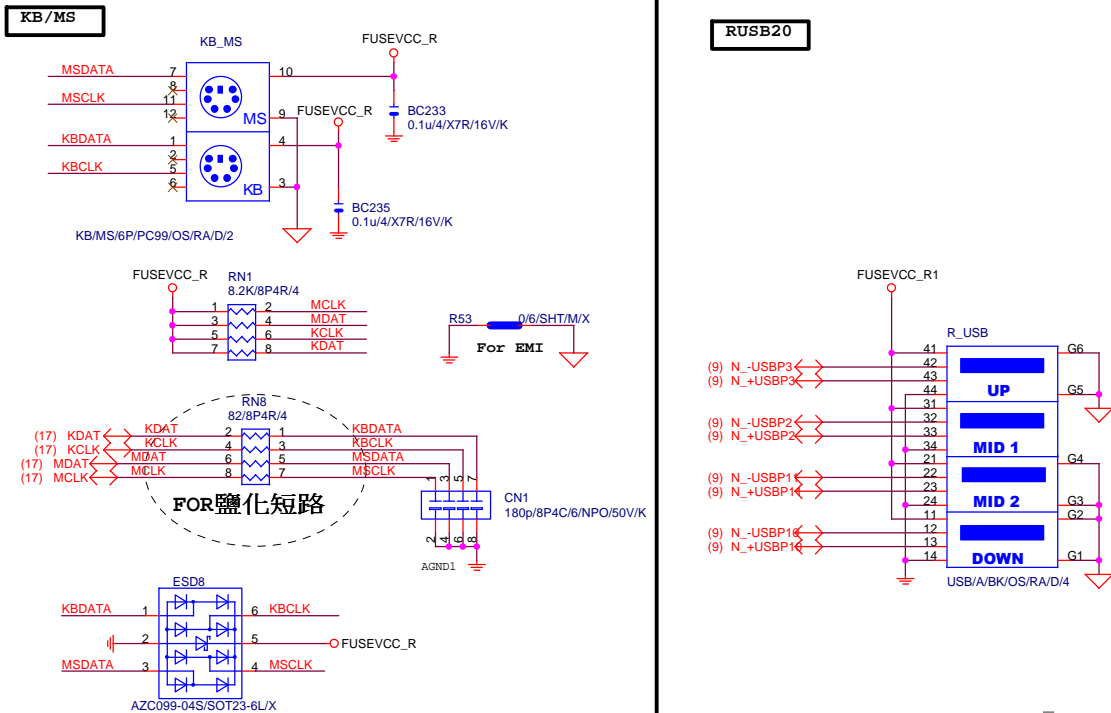 KB/MS
KB_MS
FUSEVCC_R
MSDATA 7
8
MSCLK 11
12
10
9
MS
BC233
0.1u/4/X7R/16V/K
FUSEVCC_R
KBDATA 1
2
KBCLK 5
6
4
3
KB
BC235
0.1u/4/X7R/16V/K
KB/MS/6P/PC99/OS/RA/D/2
FUSEVCC_R
RN1
8.2K/8P4R/4
1 2 MCLK
3 4 MDAT
5 6 KCLK
7 8 KDAT
R53 0/6/SHT/M/X
For EMI
RN8
82/8P4R/4
(17) KDAT KDAT 2 1 KBDATA
(17) KCLK KCLK 4 3 KBCLK
(17) MDAT MDAT 6 5 MSDATA
(17) MCLK MCLK 8 7 MSCLK
FOR鹽化短路
1 3 5 7
CN1
180p/8P4C/6/NPO/50V/K
2 4 6 8
AGND1
ESD8
KBDATA 1 6 KBCLK
2 5 FUSEVCC_R
MSDATA 3 4 MSCLK
AZC099-04S/SOT23-6L/X
RUSB20
FUSEVCC_R1
R_USB
41 G6
(9) N_-USBP3 42
(9) N_+USBP3 43
44 G5
UP
31
(9) N_-USBP2 32
(9) N_+USBP2 33
34
MID 1
21 G4
(9) N_-USBP11 22
(9) N_+USBP11 23
24 G3
MID 2
11 G2
(9) N_-USBP10 12
(9) N_+USBP10 13
14 G1
DOWN
USB/A/BK/OS/RA/D/4